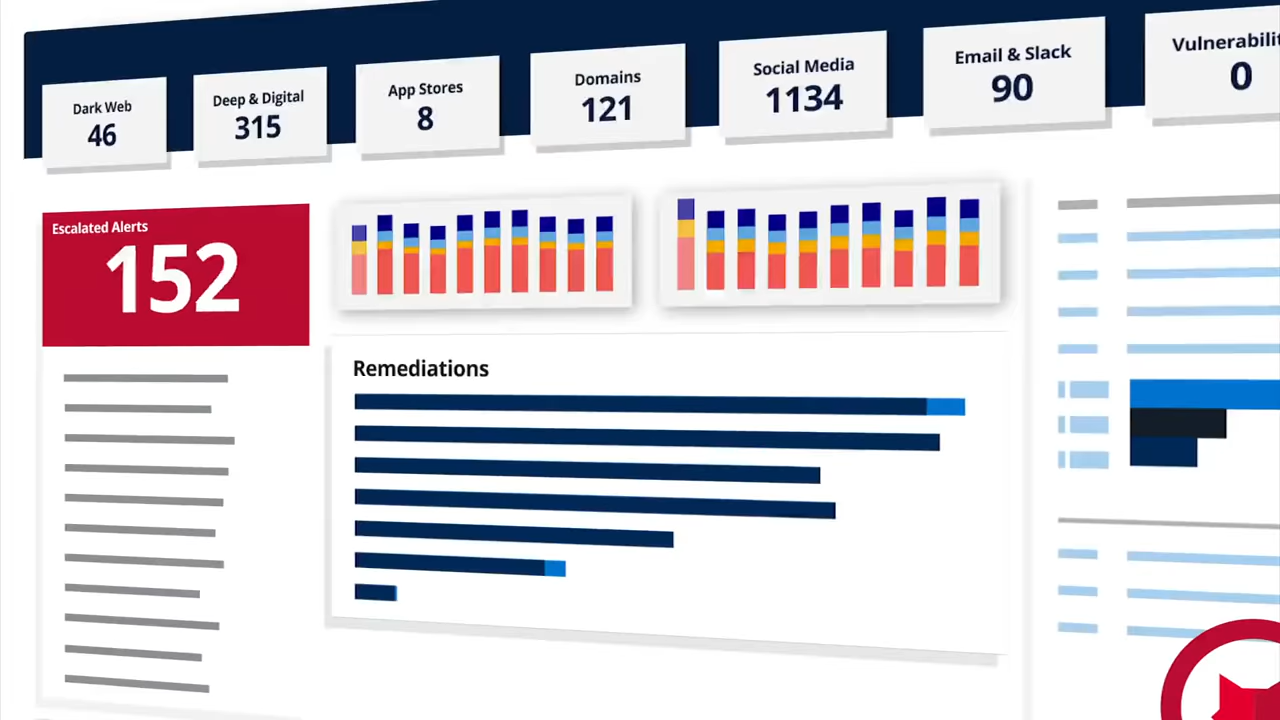 Dark Web
46
Deep & Digital
315
App Stores
8
Domains
121
Social Media
1134
Email & Slack
90
Vulnerabilit
0
Escalated Alerts
152
Remediations